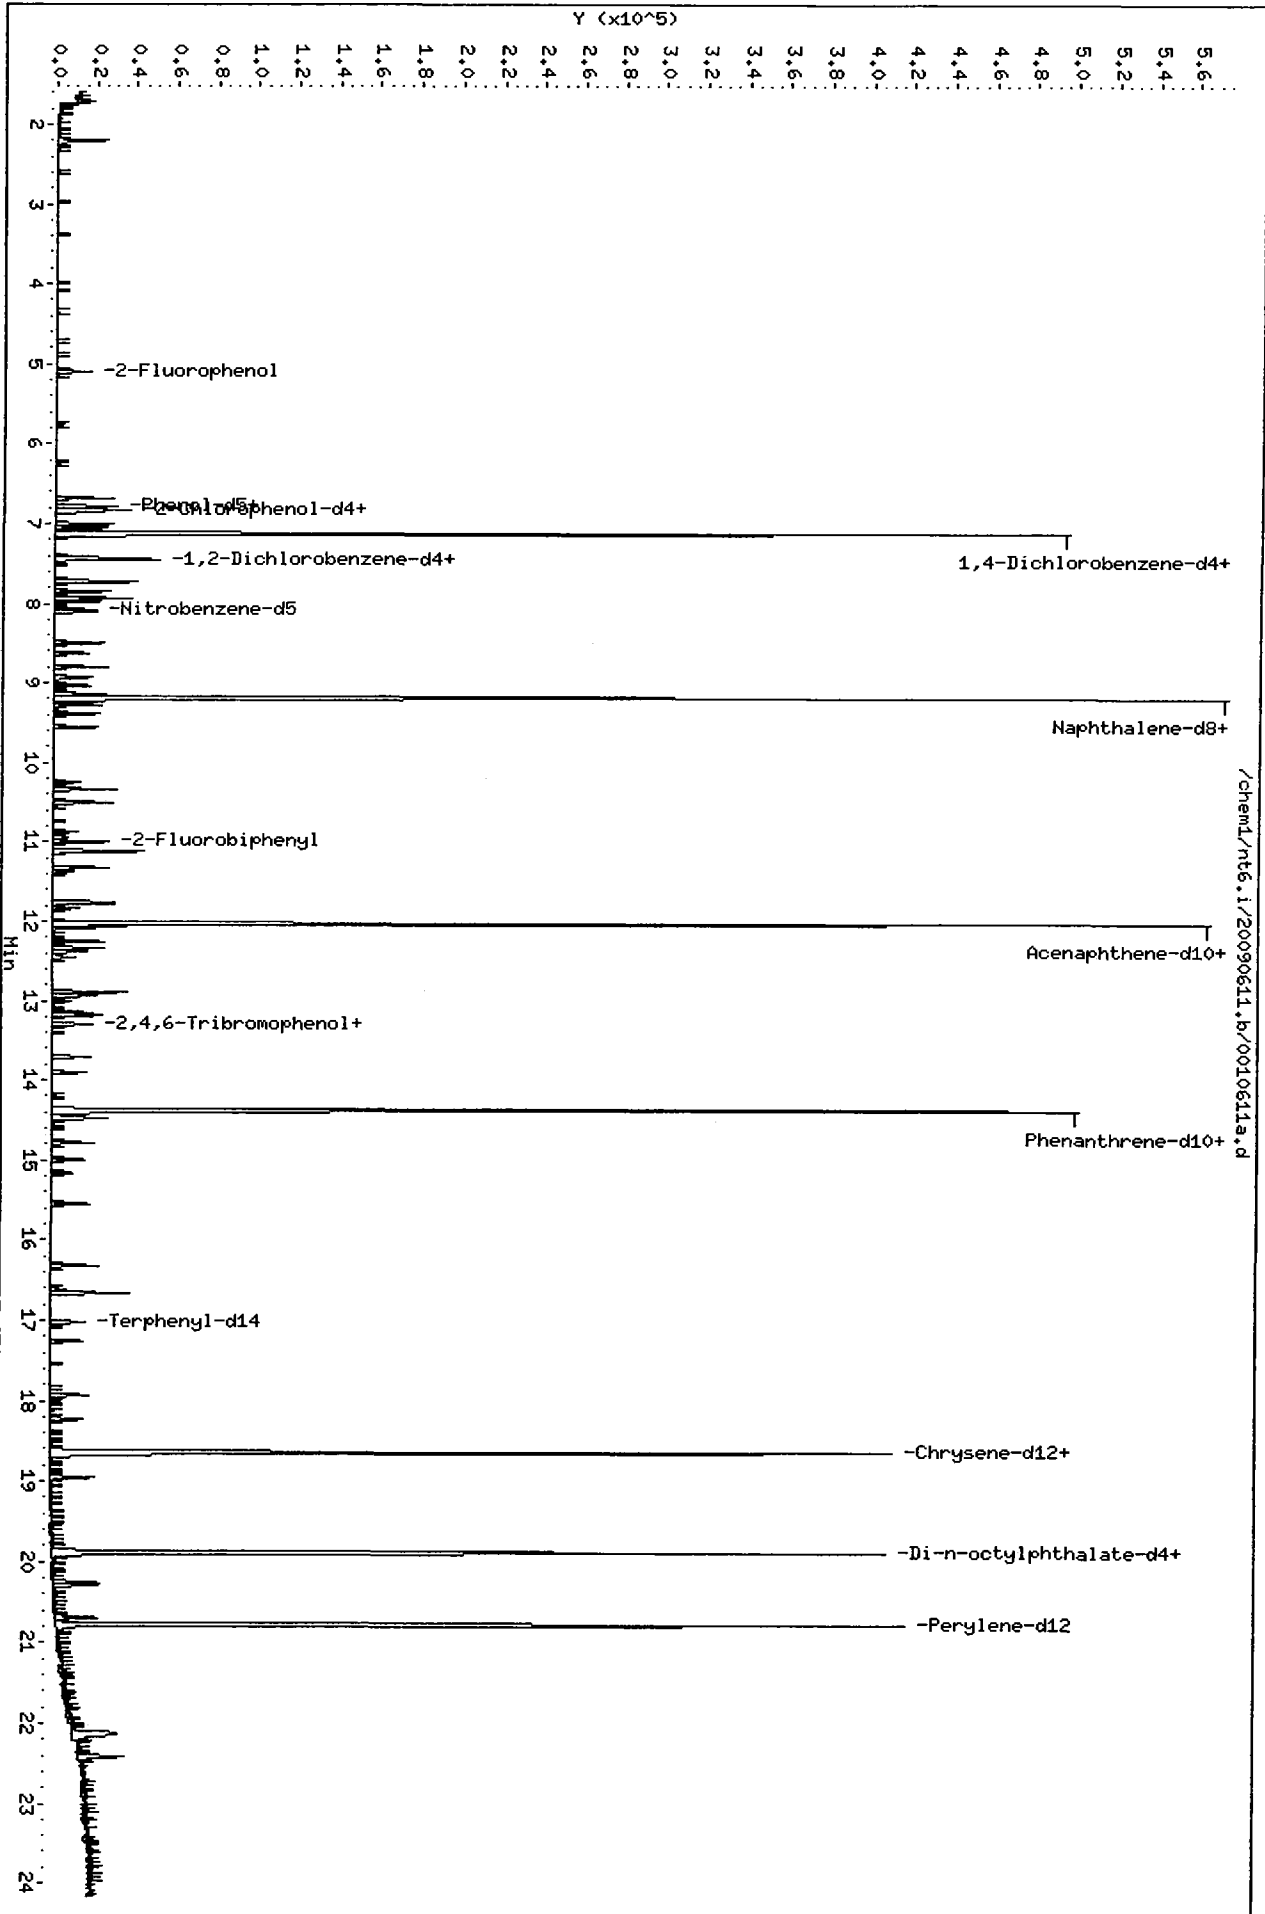 /chem1/nt6.i/20090611.b/0010611a.d
Y (x10^5)
5.6
5.4
5.2
5.0
4.8
4.6
4.4
4.2
4.0
3.8
3.6
3.4
3.2
3.0
2.8
2.6
2.4
2.2
2.0
1.8
1.6
1.4
1.2
1.0
0.8
0.6
0.4
0.2
0.0
-2-Fluorophenol
-Phenol-d5+
-2-Chlorophenol-d4+
1,4-Dichlorobenzene-d4+
-1,2-Dichlorobenzene-d4+
-Nitrobenzene-d5
Naphthalene-d8+
-2-Fluorobiphenyl
Acenaphthene-d10+
-2,4,6-Tribromophenol+
Phenanthrene-d10+
-Terphenyl-d14
-Chrysene-d12+
-Di-n-octylphthalate-d4+
-Perylene-d12
2 3 4 5 6 7 8 9 10 11 12 13 14 15 16 17 18 19 20 21 22 23 24
Min